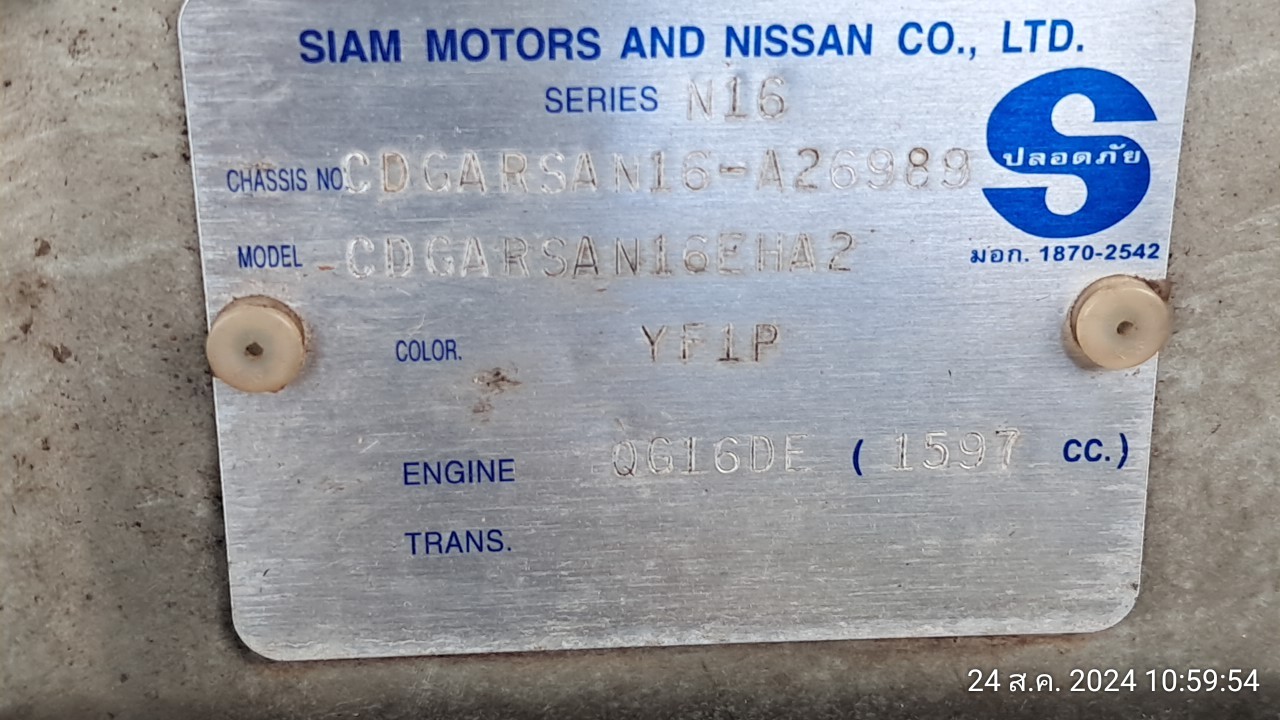 SIAM MOTORS AND NISSAN CO., LTD.
SERIES N16
CHASSIS NO. CDGARSAN16-A26989
ปลอดภัย
MODEL CDGARSAN16EHA2
มอก. 1870-2542
COLOR. YF1P
ENGINE QG16DE ( 1597 CC.)
TRANS.
24 ส.ค. 2024 10:59:54